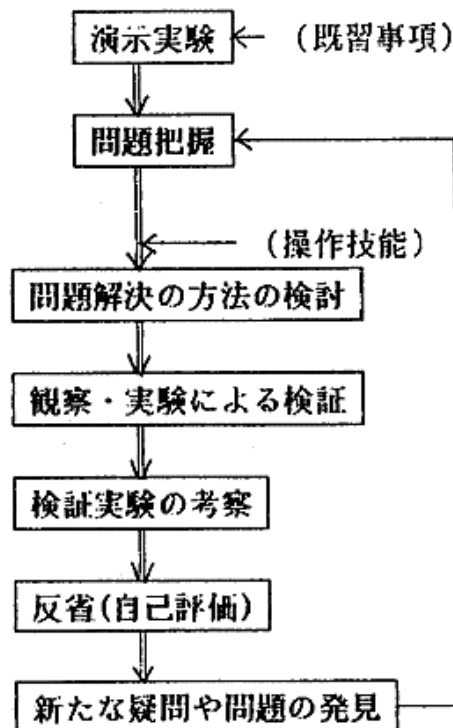 演示実験 (既習事項)
問題把握
(操作技能)
問題解決の方法の検討
観察・実験による検証
検証実験の考察
反省(自己評価)
新たな疑問や問題の発見